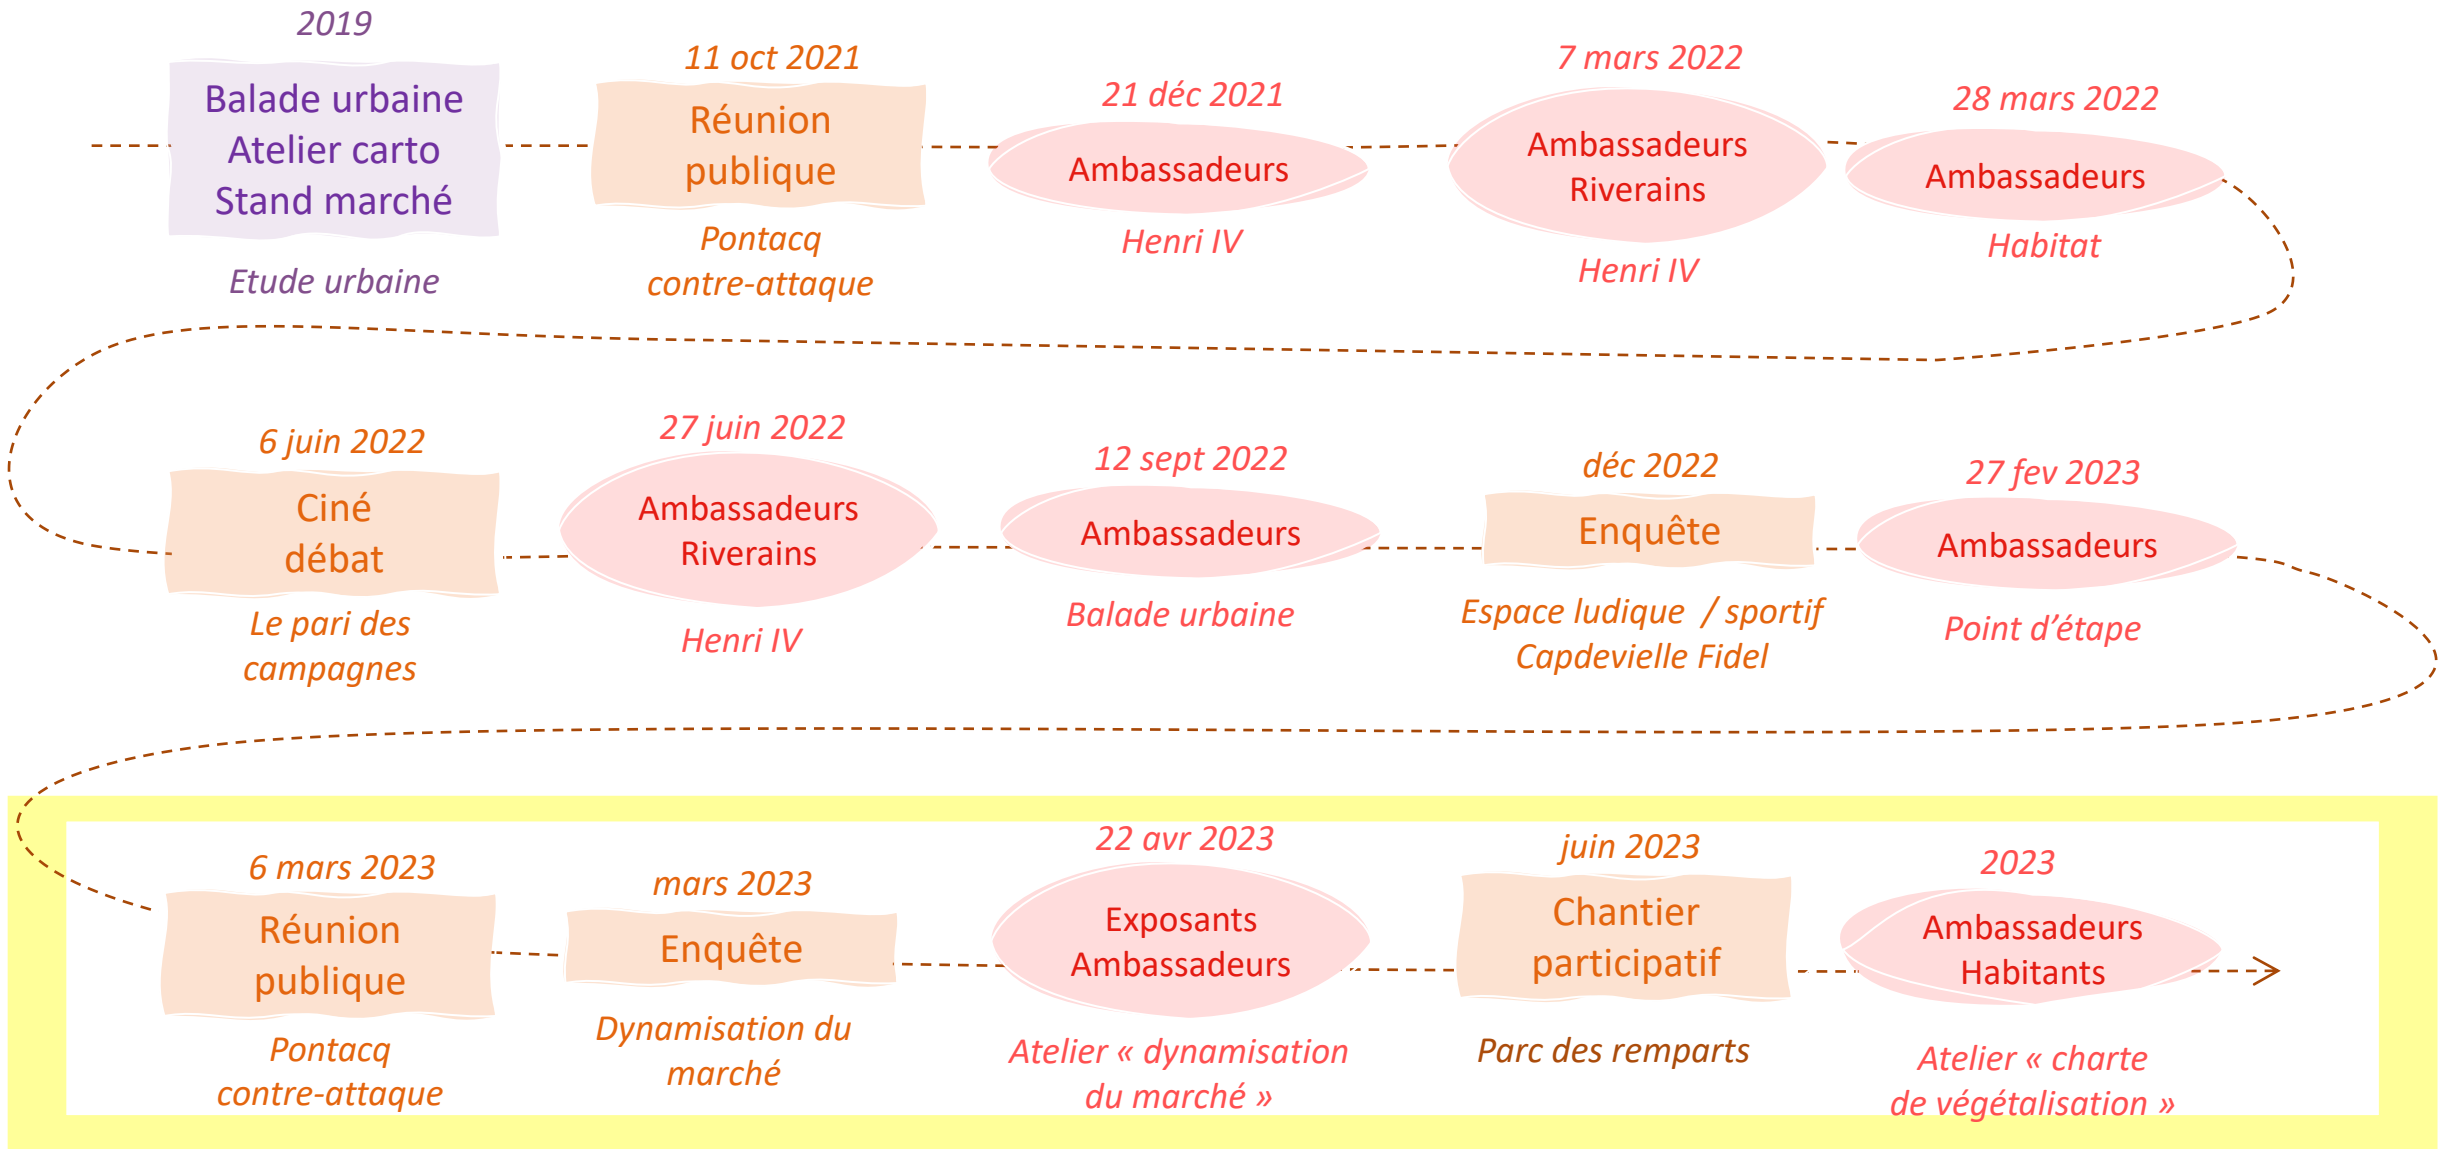 2019
Balade urbaine
Atelier carto
Stand marché
Etude urbaine
11 oct 2021
Réunion
publique
Pontacq
contre-attaque
21 déc 2021
Ambassadeurs
Henri IV
7 mars 2022
Ambassadeurs
Riverains
Henri IV
28 mars 2022
Ambassadeurs
Habitat
6 juin 2022
Ciné
débat
Le pari des
campagnes
27 juin 2022
Ambassadeurs
Riverains
Henri IV
12 sept 2022
Ambassadeurs
Balade urbaine
déc 2022
Enquête
Espace ludique / sportif
Capdevielle Fidel
27 fev 2023
Ambassadeurs
Point d’étape
6 mars 2023
Réunion
publique
Pontacq
contre-attaque
mars 2023
Enquête
Dynamisation du
marché
22 avr 2023
Exposants
Ambassadeurs
Atelier « dynamisation
du marché »
juin 2023
Chantier
participatif
Parc des remparts
2023
Ambassadeurs
Habitants
Atelier « charte
de végétalisation »